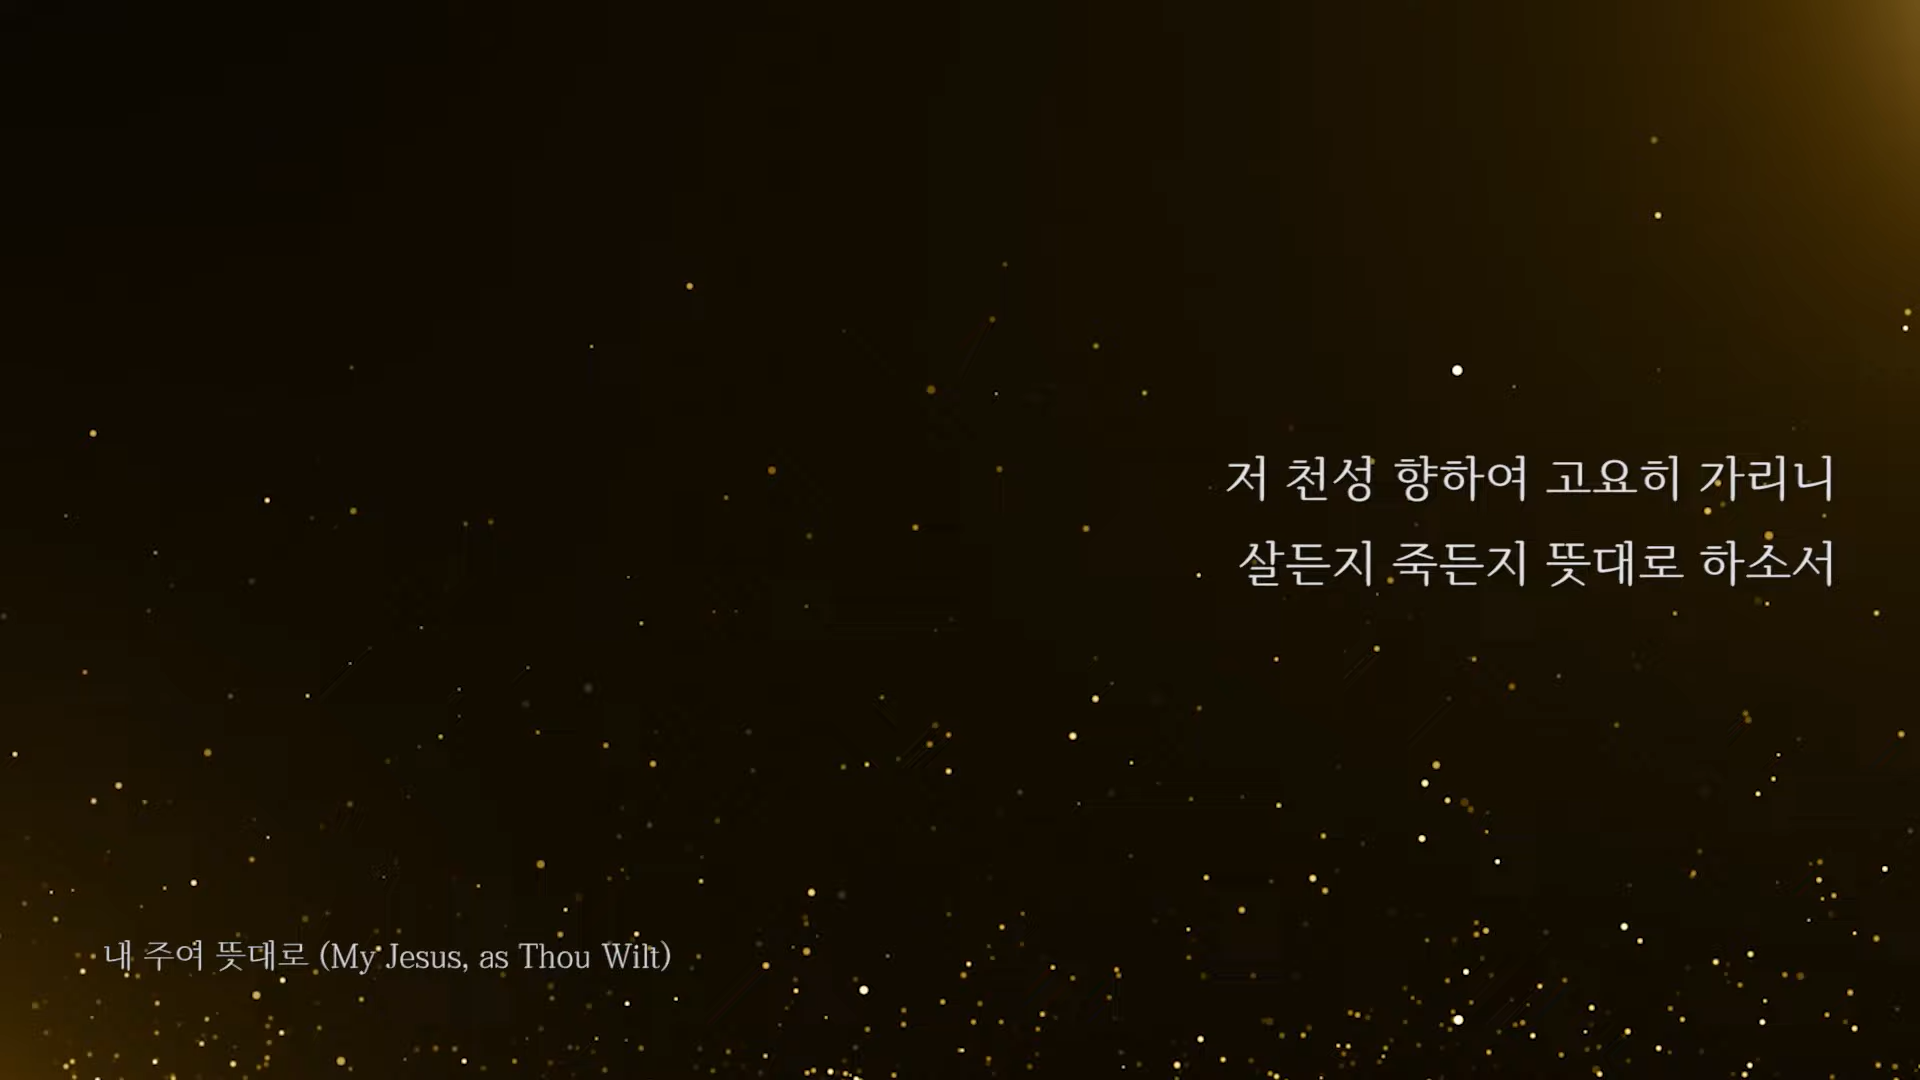 저 천성 향하여 고요히 가리니
살든지 죽든지 뜻대로 하소서
내 주여 뜻대로 (My Jesus, as Thou Wilt)